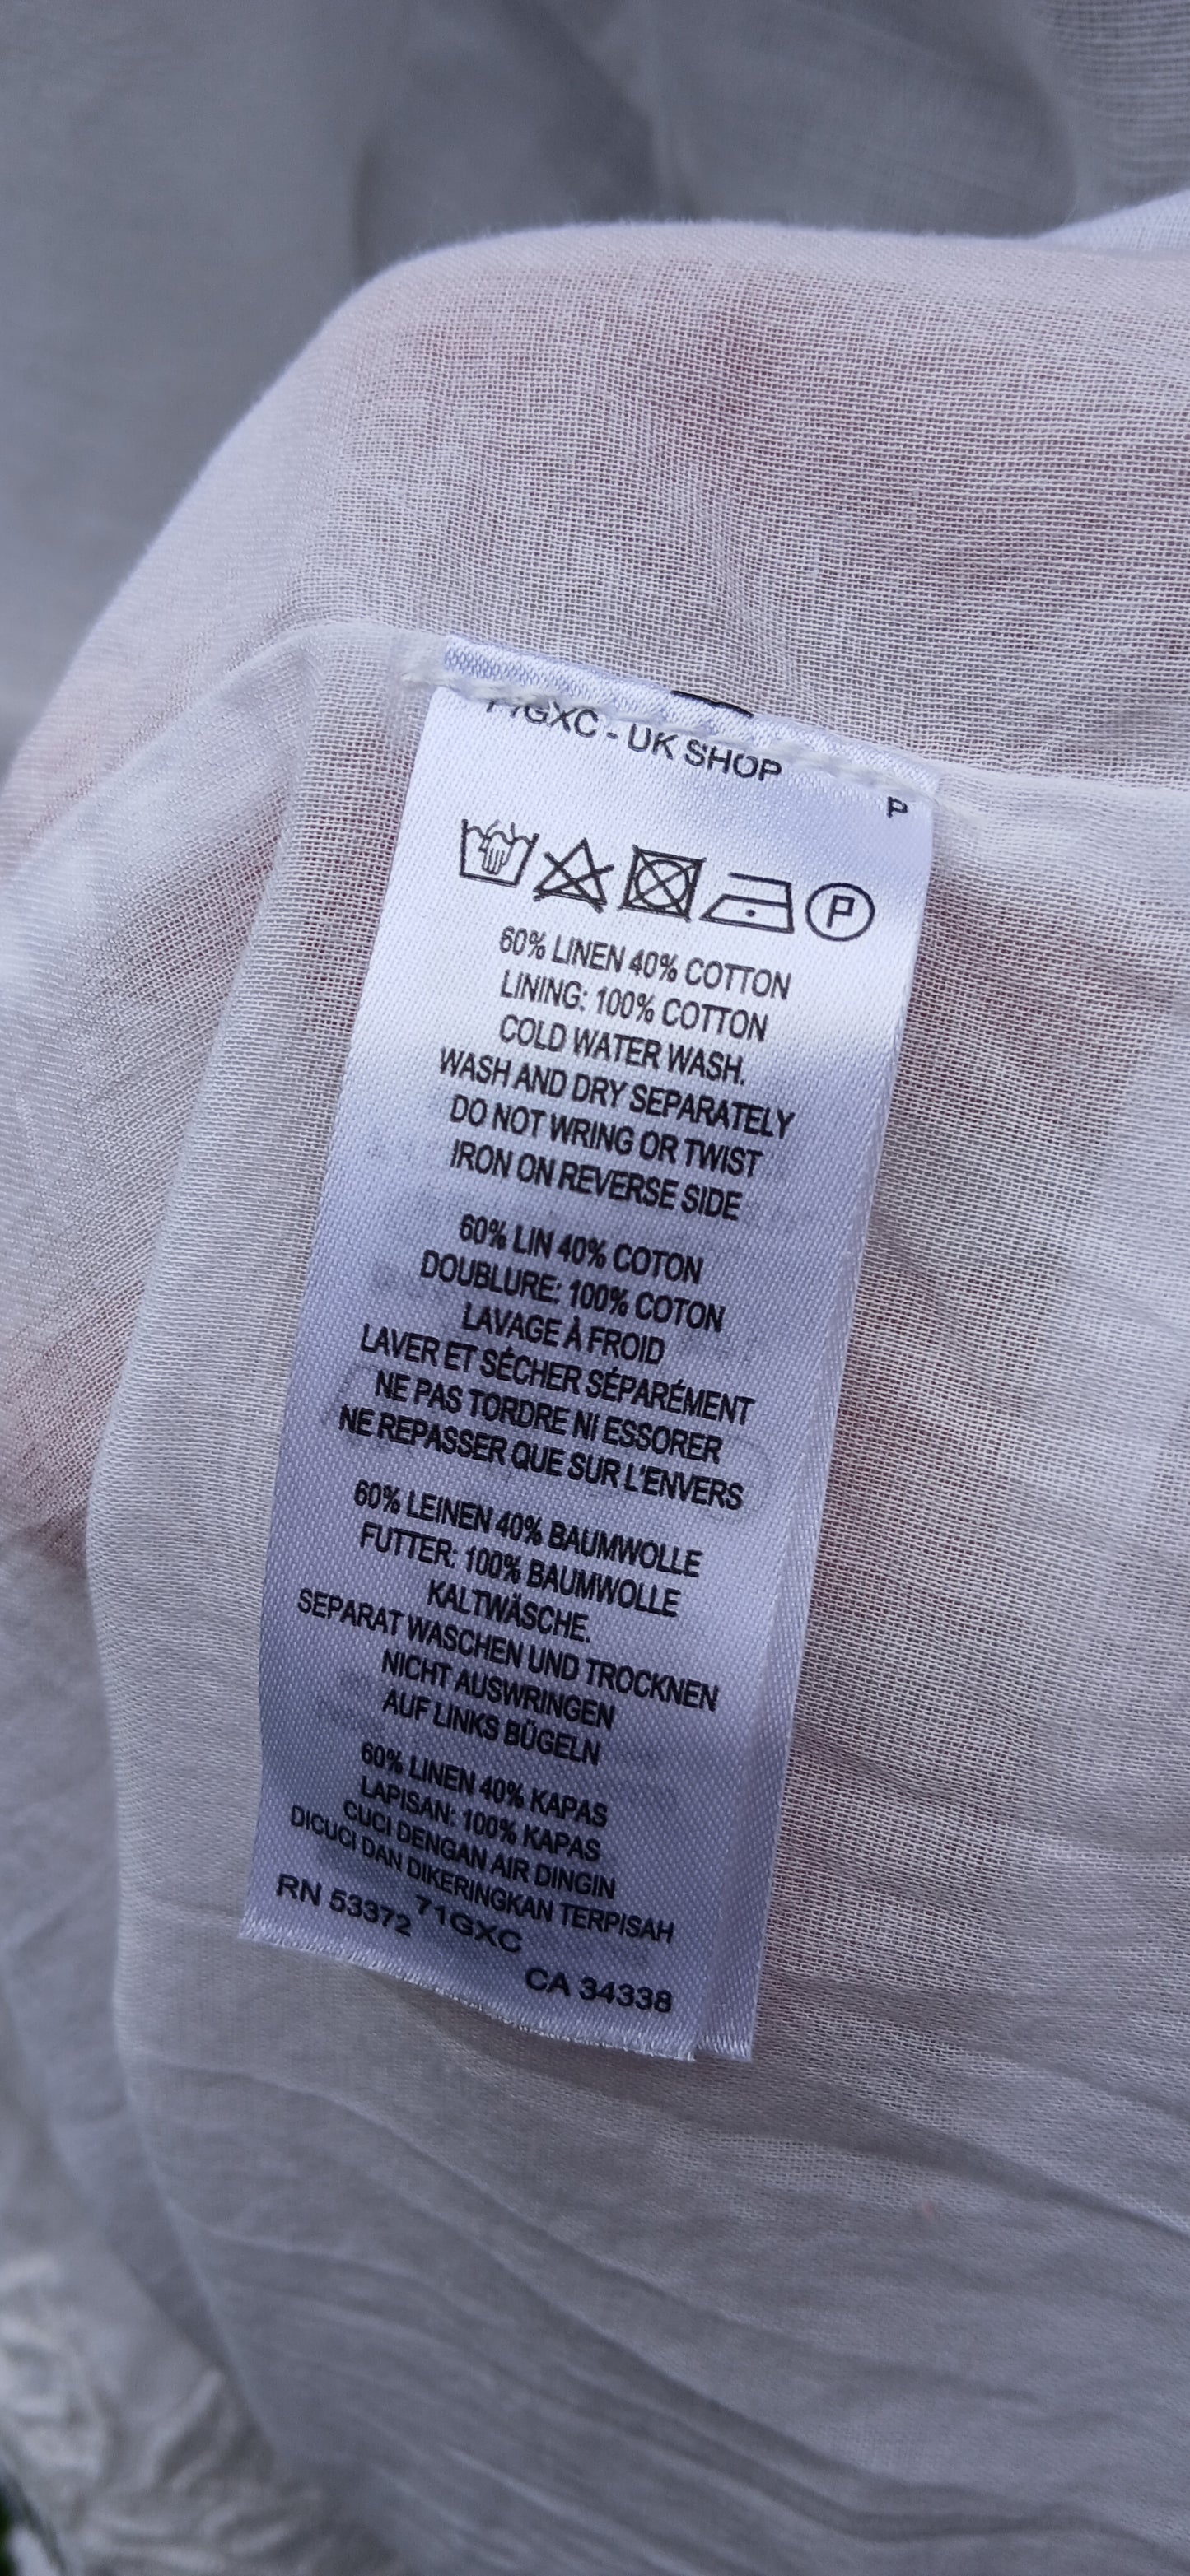 71GXC - UK SHOP
P
P
60% LINEN 40% COTTON
LINING: 100% COTTON
COLD WATER WASH.
WASH AND DRY SEPARATELY
DO NOT WRING OR TWIST
IRON ON REVERSE SIDE
60% LIN 40% COTON
DOUBLURE: 100% COTON
LAVAGE À FROID
LAVER ET SÉCHER SÉPARÉMENT
NE PAS TORDRE NI ESSORER
NE REPASSER QUE SUR L'ENVERS
60% LEINEN 40% BAUMWOLLE
FUTTER: 100% BAUMWOLLE
KALTWÄSCHE.
SEPARAT WASCHEN UND TROCKNEN
NICHT AUSWRINGEN
AUF LINKS BÜGELN
60% LINEN 40% KAPAS
LAPISAN: 100% KAPAS
CUCI DENGAN AIR DINGIN
DICUCI DAN DIKERINGKAN TERPISAH
RN 53372 71GXC CA 34338